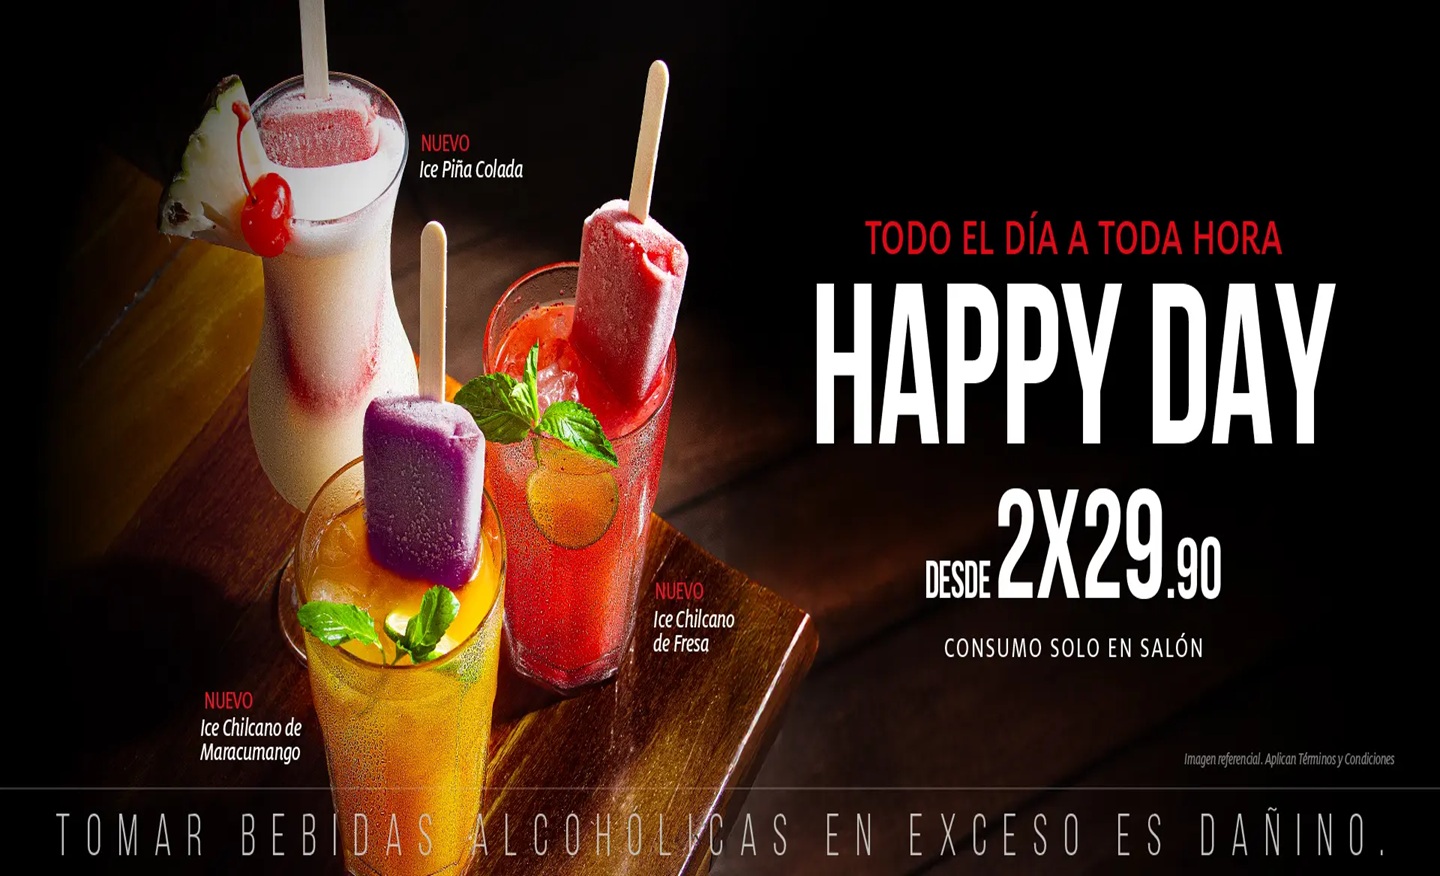 NUEVO
Ice Piña Colada
TODO EL DÍA A TODA HORA
HAPPY DAY
DESDE 2X29.90
CONSUMO SOLO EN SALÓN
NUEVO
Ice Chilcano
de Fresa
NUEVO
Ice Chilcano de
Maracumango
Imagen referencial. Aplican Términos y Condiciones
TOMAR BEBIDAS ALCOHÓLICAS EN EXCESO ES DAÑINO.